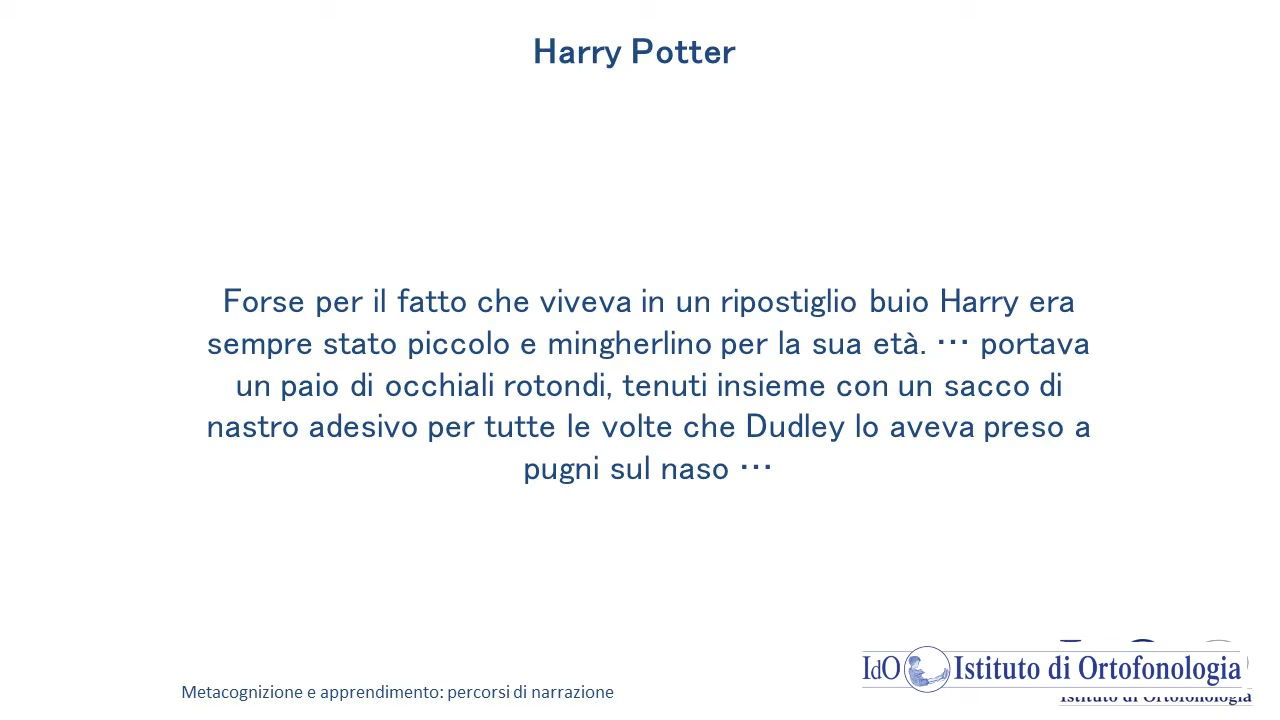 Harry Potter
Forse per il fatto che viveva in un ripostiglio buio Harry era
sempre stato piccolo e mingherlino per la sua età. ··· portava
un paio di occhiali rotondi, tenuti insieme con un sacco di
nastro adesivo per tutte le volte che Dudley lo aveva preso a
pugni sul naso ···
IdO Istituto di Ortofonologia
Istituto di Ortofonologia
Metacognizione e apprendimento: percorsi di narrazione